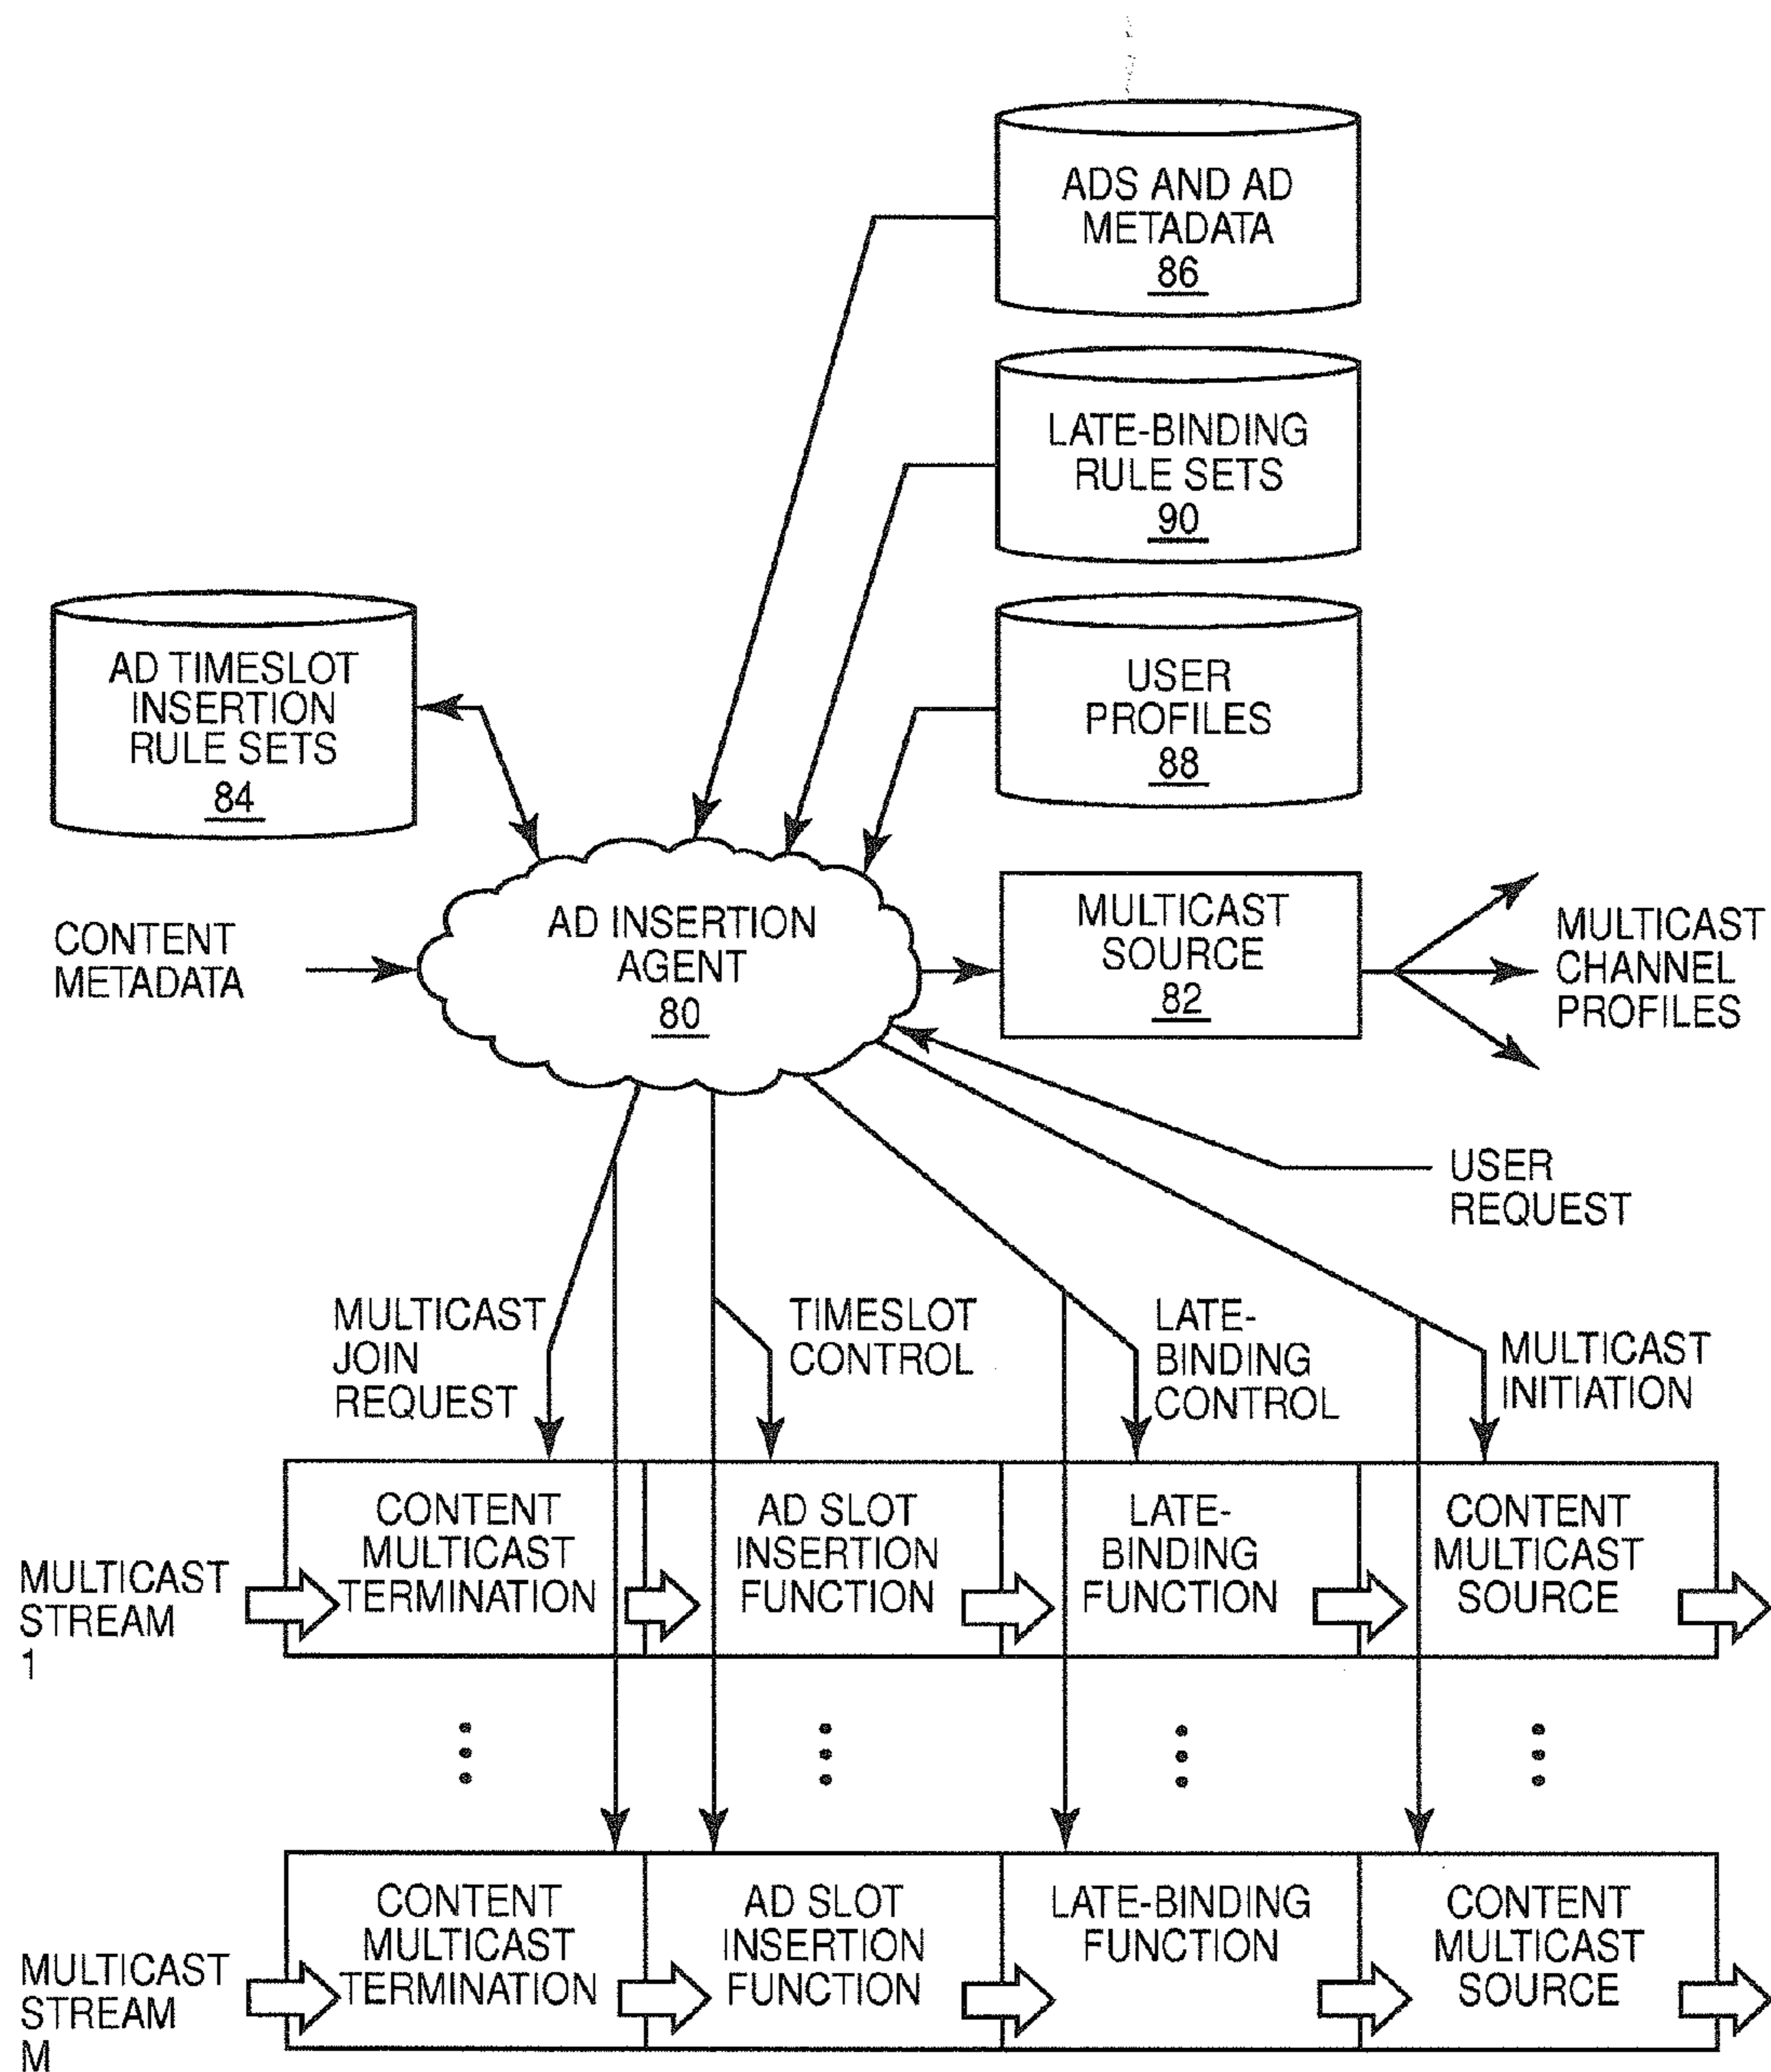 ADS AND AD
METADATA
86
LATE-BINDING
RULE SETS
90
AD TIMESLOT
INSERTION
RULE SETS
84
USER
PROFILES
88
CONTENT
METADATA
AD INSERTION
AGENT
80
MULTICAST
SOURCE
82
MULTICAST
CHANNEL
PROFILES
USER
REQUEST
MULTICAST
JOIN
REQUEST
TIMESLOT
CONTROL
LATE-
BINDING
CONTROL
MULTICAST
INITIATION
MULTICAST
STREAM
1
CONTENT
MULTICAST
TERMINATION
AD SLOT
INSERTION
FUNCTION
LATE-
BINDING
FUNCTION
CONTENT
MULTICAST
SOURCE
MULTICAST
STREAM
M
CONTENT
MULTICAST
TERMINATION
AD SLOT
INSERTION
FUNCTION
LATE-BINDING
FUNCTION
CONTENT
MULTICAST
SOURCE